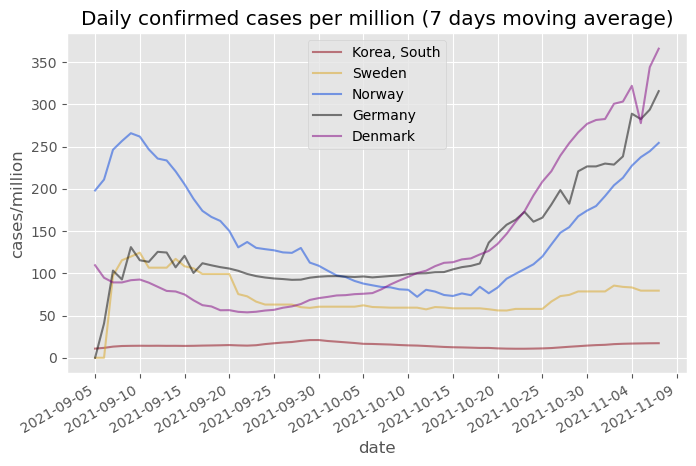 Daily confirmed cases per million (7 days moving average)
Korea, South
Sweden
Norway
Germany
Denmark
cases/million
350
300
250
200
150
100
50
0
2021-09-05
2021-09-10
2021-09-15
2021-09-20
2021-09-25
2021-09-30
2021-10-05
2021-10-10
2021-10-15
2021-10-20
2021-10-25
2021-10-30
2021-11-04
2021-11-09
date